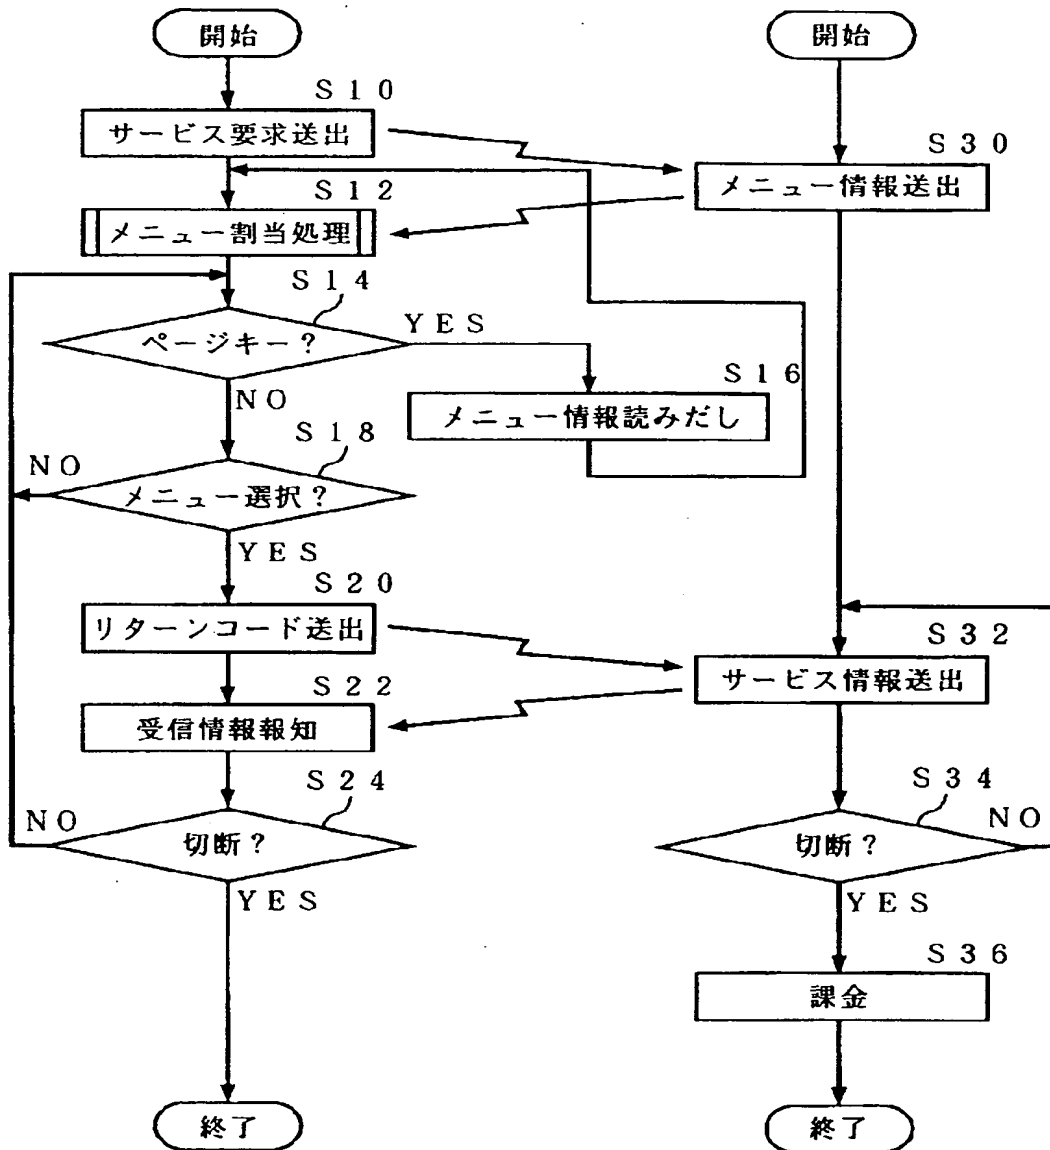 開始
S10
サービス要求送出
S12
メニュー割当処理
S14
ページキー?
YES
NO
S16
メニュー情報読みだし
S18
メニュー選択?
NO
YES
S20
リターンコード送出
S22
受信情報報知
S24
切断?
NO
YES
終了
開始
S30
メニュー情報送出
S32
サービス情報送出
S34
切断?
NO
YES
S36
課金
終了